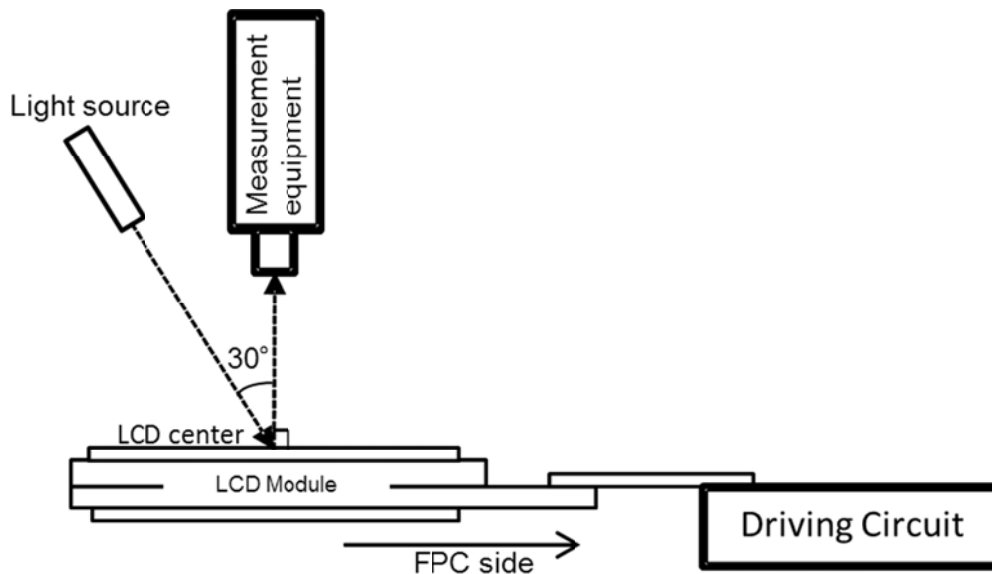 Light source
Measurement
equipment
30°
LCD center
LCD Module
Driving Circuit
FPC side